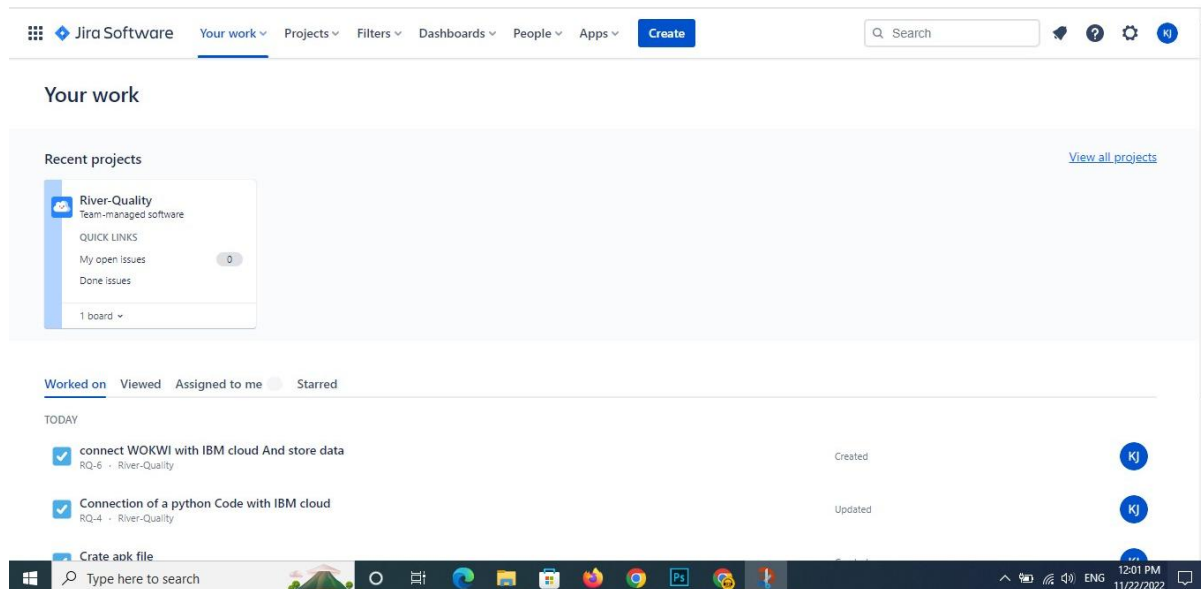 Jira Software Your work Projects Filters Dashboards People Apps Create Search KJ
Your work
Recent projects View all projects
River-Quality
Team-managed software
QUICK LINKS
My open issues 0
Done issues
1 board
Worked on Viewed Assigned to me Starred
TODAY
connect WOKWI with IBM cloud And store data
RQ-6 · River-Quality
Created KJ
Connection of a python Code with IBM cloud
RQ-4 · River-Quality
Updated KJ
Crate apk file
Type here to search
Ps
ENG
12:01 PM
11/22/2022